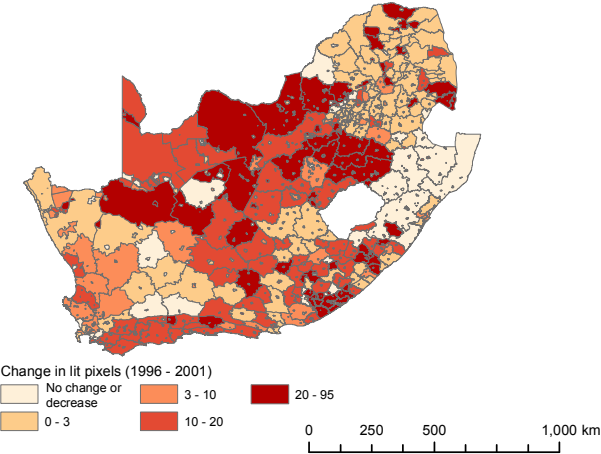 Change in lit pixels (1996 - 2001)
No change or
decrease
3 - 10
20 - 95
0 - 3
10 - 20
0
250
500
1,000 km